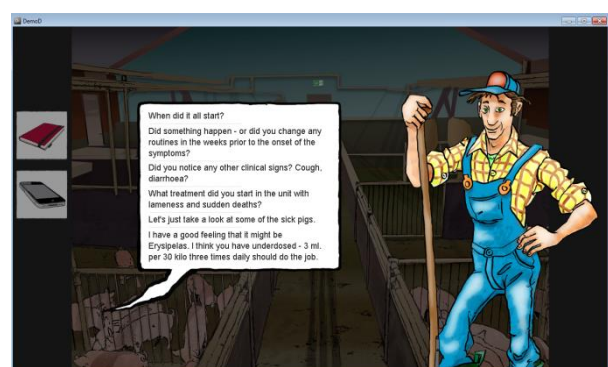 DemoD
When did it all start?
Did something happen - or did you change any
routines in the weeks prior to the onset of the
symptoms?
Did you notice any other clinical signs? Cough,
diarrhoea?
What treatment did you start in the unit with
lameness and sudden deaths?
Let's just take a look at some of the sick pigs.
I have a good feeling that it might be
Erysipelas. I think you have underdosed - 3 ml.
per 30 kilo three times daily should do the job.